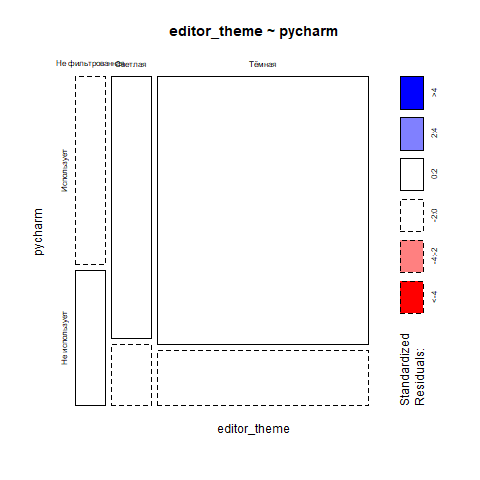 editor_theme ~ pycharm
Не фильтрованное
Светлая
Тёмная
Использует
Не использует
pycharm
editor_theme
>4
2:4
0:2
-2:0
-4:-2
<-4
Standardized
Residuals: